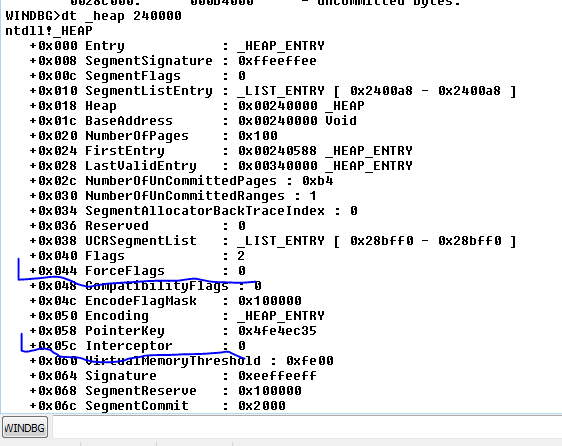 0028c000.     000b4000     - uncommitted bytes.
WINDBG>dt _heap 240000
ntdll!_HEAP
+0x000 Entry : _HEAP_ENTRY
+0x008 SegmentSignature : 0xffeeffee
+0x00c SegmentFlags : 0
+0x010 SegmentListEntry : _LIST_ENTRY [ 0x2400a8 - 0x2400a8 ]
+0x018 Heap : 0x00240000 _HEAP
+0x01c BaseAddress : 0x00240000 Void
+0x020 NumberOfPages : 0x100
+0x024 FirstEntry : 0x00240588 _HEAP_ENTRY
+0x028 LastValidEntry : 0x00340000 _HEAP_ENTRY
+0x02c NumberOfUnCommittedPages : 0xb4
+0x030 NumberOfUnCommittedRanges : 1
+0x034 SegmentAllocatorBackTraceIndex : 0
+0x036 Reserved : 0
+0x038 UCRSegmentList : _LIST_ENTRY [ 0x28bff0 - 0x28bff0 ]
+0x040 Flags : 2
+0x044 ForceFlags : 0
+0x048 CompatibilityFlags : 0
+0x04c EncodeFlagMask : 0x100000
+0x050 Encoding : _HEAP_ENTRY
+0x058 PointerKey : 0x4fe4ec35
+0x05c Interceptor : 0
+0x060 VirtualMemoryThreshold : 0xfe00
+0x064 Signature : 0xeeffeeff
+0x068 SegmentReserve : 0x100000
+0x06c SegmentCommit : 0x2000
WINDBG